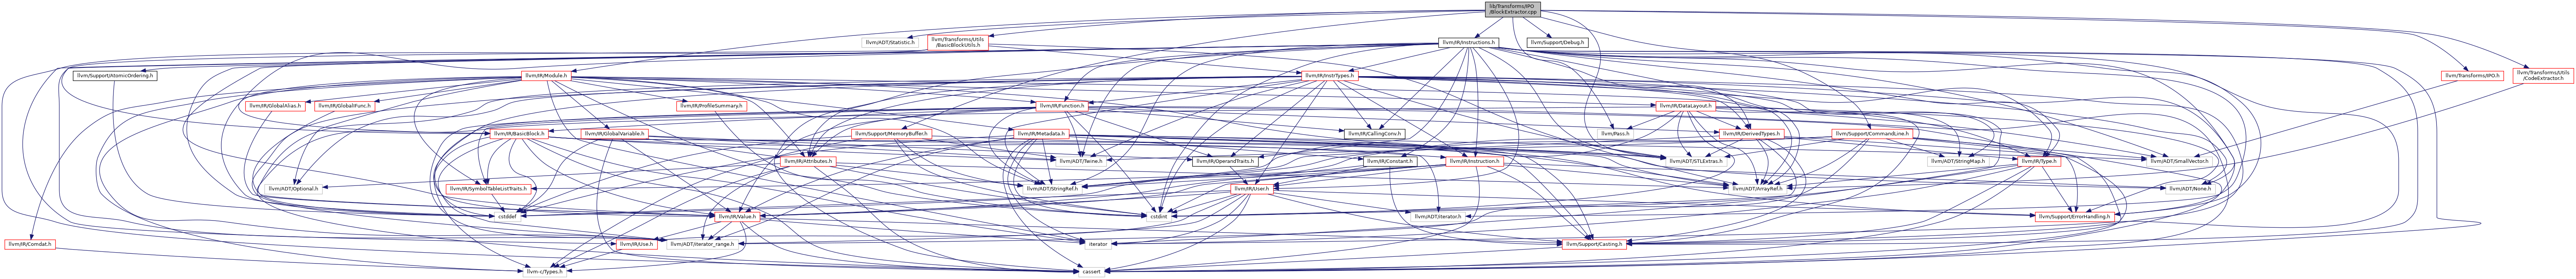 lib/Transforms/IPO
/BlockExtractor.cpp
llvm/ADT/Statistic.h
llvm/Transforms/Utils
/BasicBlockUtils.h
llvm/IR/Instructions.h
llvm/Support/Debug.h
llvm/Support/AtomicOrdering.h
llvm/IR/Module.h
llvm/IR/InstrTypes.h
llvm/Transforms/IPO.h
llvm/Transforms/Utils
/CodeExtractor.h
llvm/IR/GlobalAlias.h
llvm/IR/GlobalIFunc.h
llvm/IR/ProfileSummary.h
llvm/IR/Function.h
llvm/IR/DataLayout.h
llvm/IR/BasicBlock.h
llvm/IR/GlobalVariable.h
llvm/Support/MemoryBuffer.h
llvm/IR/Metadata.h
llvm/IR/CallingConv.h
llvm/Pass.h
llvm/IR/DerivedTypes.h
llvm/Support/CommandLine.h
llvm/IR/Attributes.h
llvm/ADT/Twine.h
llvm/IR/OperandTraits.h
llvm/IR/Constant.h
llvm/IR/Instruction.h
llvm/ADT/STLExtras.h
llvm/ADT/StringMap.h
llvm/IR/Type.h
llvm/ADT/SmallVector.h
llvm/ADT/Optional.h
llvm/IR/SymbolTableListTraits.h
llvm/ADT/StringRef.h
llvm/IR/User.h
llvm/ADT/ArrayRef.h
llvm/ADT/None.h
cstddef
llvm/IR/Value.h
cstdint
llvm/ADT/iterator.h
llvm/Support/ErrorHandling.h
llvm/IR/Comdat.h
llvm/IR/Use.h
llvm/ADT/iterator_range.h
iterator
llvm/Support/Casting.h
llvm-c/Types.h
cassert